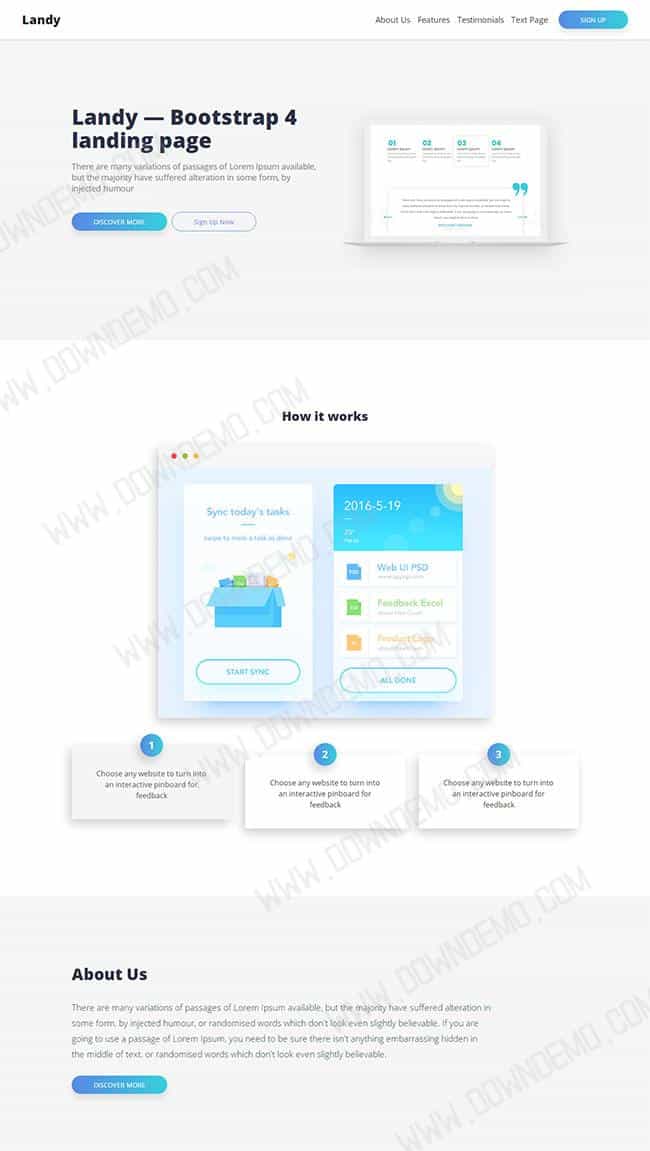 Landy
About Us Features Testimonials Text Page SIGN UP
Landy — Bootstrap 4
landing page
There are many variations of passages of Lorem Ipsum available,
but the majority have suffered alteration in some form, by
injected humour
DISCOVER MORE Sign Up Now
01 02 03 04
How it works
Sync today's tasks
START SYNC
2016-5-19
Web UI PSD
Feedback Excel
Product Logo
ALL DONE
1
Choose any website to turn into
an interactive pinboard for
feedback
2
Choose any website to turn into
an interactive pinboard for
feedback
3
Choose any website to turn into
an interactive pinboard for
feedback
About Us
There are many variations of passages of Lorem Ipsum available, but the majority have suffered alteration in
some form, by injected humour, or randomised words which don't look even slightly believable. If you are
going to use a passage of Lorem Ipsum, you need to be sure there isn't anything embarrassing hidden in
the middle of text. or randomised words which don't look even slightly believable.
DISCOVER MORE
WWW.DOWNDEMO.COM
WWW.DOWNDEMO.COM
WWW.DOWNDEMO.COM
WWW.DOWNDEMO.COM
WWW.DOWNDEMO.COM
WWW.DOWNDEMO.COM